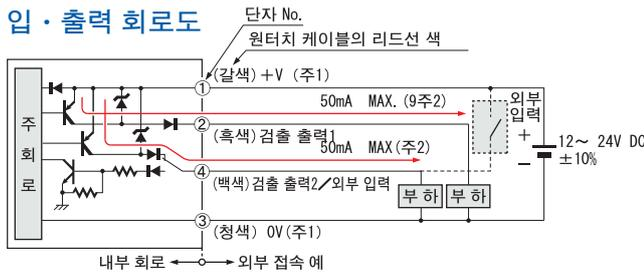 입 · 출력 회로도
단자 No.
원터치 케이블의 리드선 색
① (갈색) +V (주1)
50mA MAX. (9주2)
외부
입력
② (흑색) 검출 출력1
50mA MAX (주2)
+
12～ 24V DC
－
±10%
주
회
로
④ (백색) 검출 출력2／외부 입력
부 하
부 하
③ (청색) 0V (주1)
내부 회로
외부 접속 예